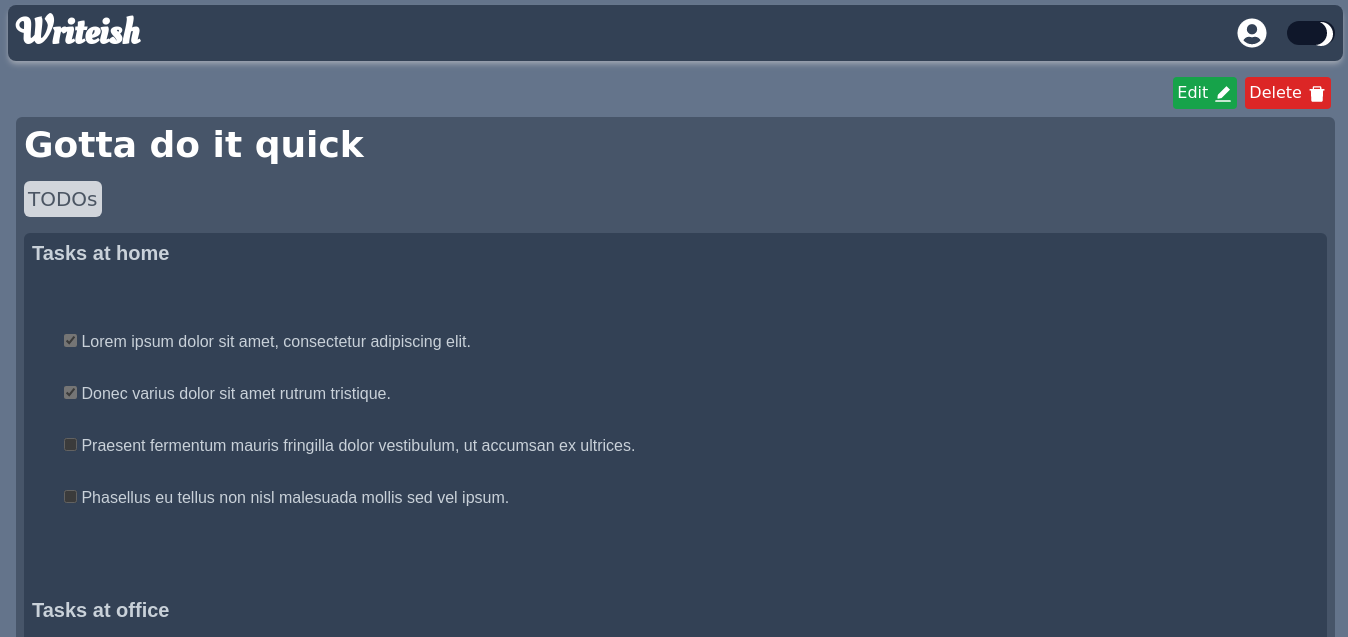 Writeish
Edit
Delete
Gotta do it quick
TODOs
Tasks at home
Lorem ipsum dolor sit amet, consectetur adipiscing elit.
Donec varius dolor sit amet rutrum tristique.
Praesent fermentum mauris fringilla dolor vestibulum, ut accumsan ex ultrices.
Phasellus eu tellus non nisl malesuada mollis sed vel ipsum.
Tasks at office